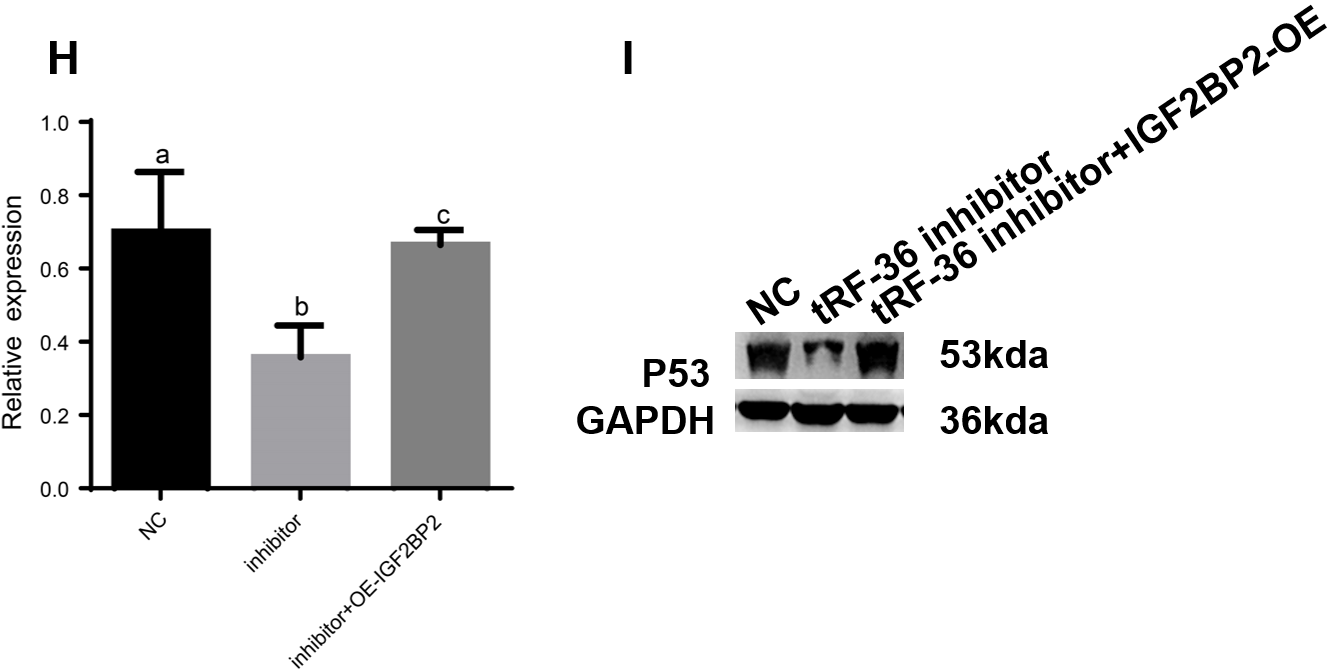 H
1.0
0.8
0.6
0.4
0.2
0.0
Relative expression
a
b
c
NC
inhibitor
inhibitor+OE-IGF2BP2
I
NC
tRF-36 inhibitor
tRF-36 inhibitor+IGF2BP2-OE
P53
53kda
GAPDH
36kda